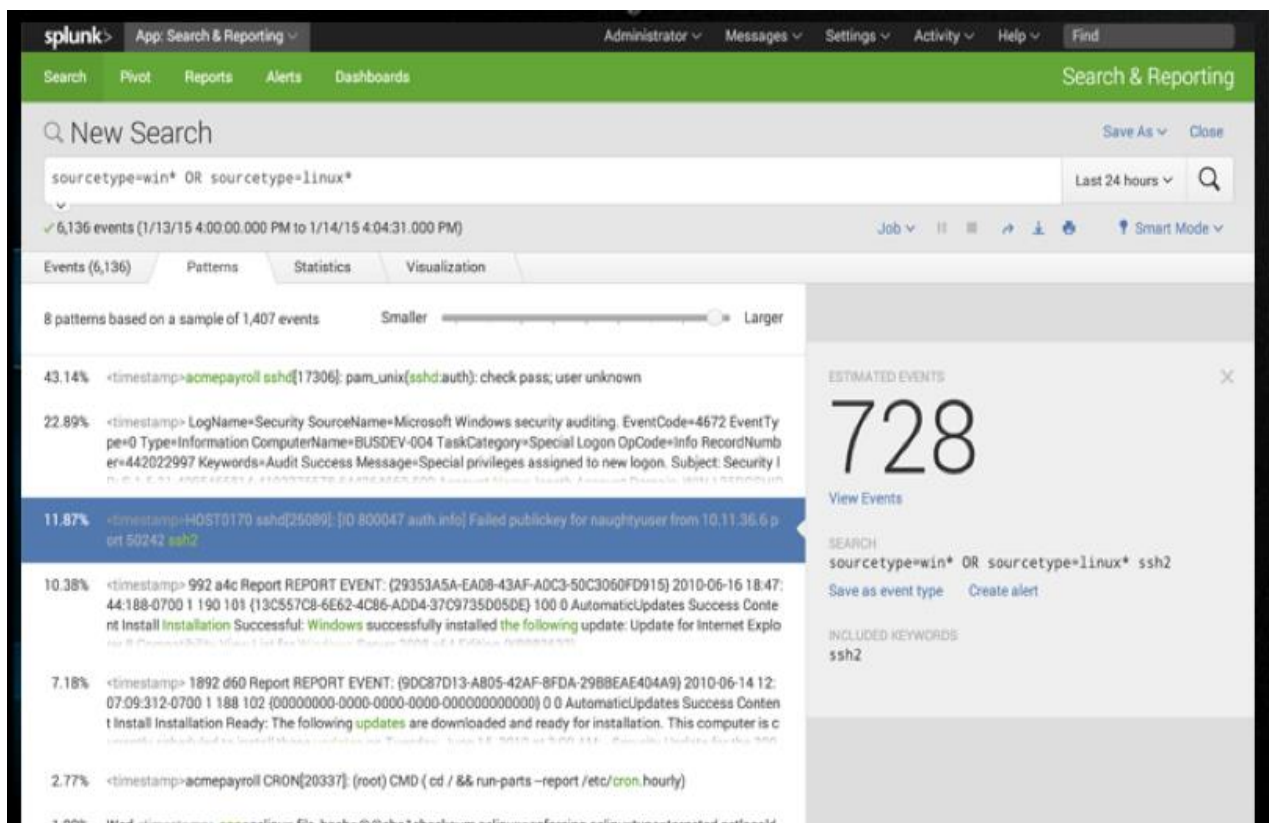 splunk> App: Search & Reporting Administrator Messages Settings Activity Help Find
Search Pivot Reports Alerts Dashboards Search & Reporting
New Search Save As Close
sourcetype=win* OR sourcetype=linux* Last 24 hours
6,136 events (1/13/15 4:00:00.000 PM to 1/14/15 4:04:31.000 PM) Job Smart Mode
Events (6,136) Patterns Statistics Visualization
8 patterns based on a sample of 1,407 events Smaller Larger
43.14% <timestamp>acmepayroll sshd[17306]: pam_unix(sshd:auth): check pass; user unknown
22.89% <timestamp> LogName=Security SourceName=Microsoft Windows security auditing. EventCode=4672 EventTy
pe=0 Type=Information ComputerName=BUSDEV-004 TaskCategory=Special Logon OpCode=Info RecordNumb
er=442022997 Keywords=Audit Success Message=Special privileges assigned to new logon. Subject: Security I
11.87% <timestamp>HOST0170 sshd[25089]: [ID 800047 auth.info] Failed publickey for naughtyuser from 10.11.36.6 p
ort 50242 ssh2
10.38% <timestamp> 992 a4c Report REPORT EVENT: {29353A5A-EA08-43AF-A0C3-50C3060FD915} 2010-06-16 18:47:
44:188-0700 1 190 101 {13C557C8-6E62-4C86-ADD4-37C9735D05DE} 100 0 AutomaticUpdates Success Conte
nt Install Installation Successful: Windows successfully installed the following update: Update for Internet Explo
7.18% <timestamp> 1892 d60 Report REPORT EVENT: {9DC87D13-A805-42AF-8FDA-29BBEAE404A9} 2010-06-14 12:
07:09:312-0700 1 188 102 {00000000-0000-0000-0000-000000000000} 0 0 AutomaticUpdates Success Conten
t Install Installation Ready: The following updates are downloaded and ready for installation. This computer is c
2.77% <timestamp>acmepayroll CRON[20337]: (root) CMD ( cd / && run-parts --report /etc/cron.hourly)
ESTIMATED EVENTS
728
View Events
SEARCH
sourcetype=win* OR sourcetype=linux* ssh2
Save as event type Create alert
INCLUDED KEYWORDS
ssh2